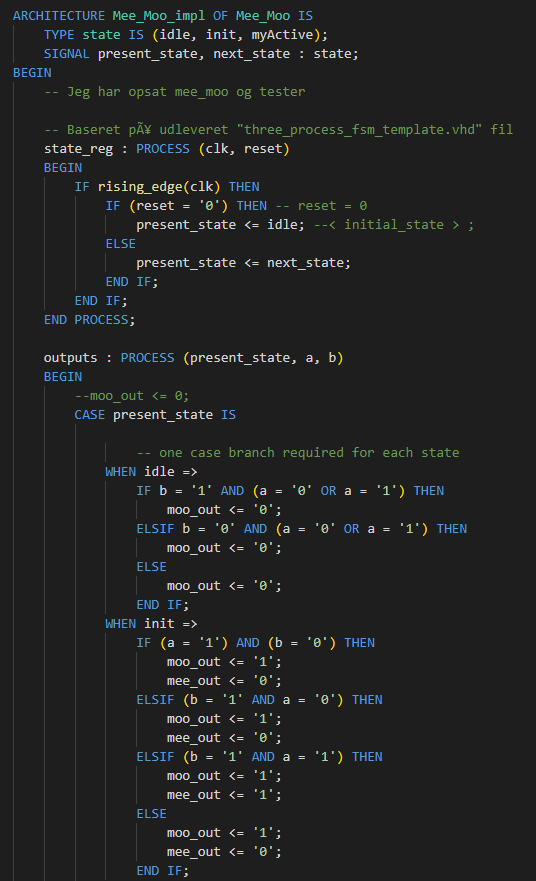 ARCHITECTURE Mee_Moo_impl OF Mee_Moo IS
TYPE state IS (idle, init, myActive);
SIGNAL present_state, next_state : state;
BEGIN
-- Jeg har opsat mee_moo og tester
-- Baseret pÃ¥ udleveret "three_process_fsm_template.vhd" fil
state_reg : PROCESS (clk, reset)
BEGIN
IF rising_edge(clk) THEN
IF (reset = '0') THEN -- reset = 0
present_state <= idle; --< initial_state > ;
ELSE
present_state <= next_state;
END IF;
END IF;
END PROCESS;
outputs : PROCESS (present_state, a, b)
BEGIN
--moo_out <= 0;
CASE present_state IS
-- one case branch required for each state
WHEN idle =>
IF b = '1' AND (a = '0' OR a = '1') THEN
moo_out <= '0';
ELSIF b = '0' AND (a = '0' OR a = '1') THEN
moo_out <= '0';
ELSE
moo_out <= '0';
END IF;
WHEN init =>
IF (a = '1') AND (b = '0') THEN
moo_out <= '1';
mee_out <= '0';
ELSIF (b = '1' AND a = '0') THEN
moo_out <= '1';
mee_out <= '0';
ELSIF (b = '1' AND a = '1') THEN
moo_out <= '1';
mee_out <= '1';
ELSE
moo_out <= '1';
mee_out <= '0';
END IF;